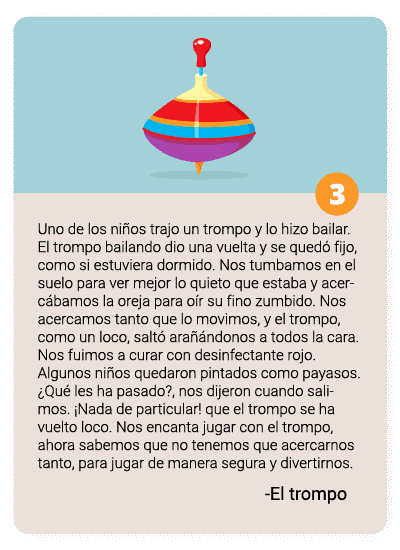 3
Uno de los niños trajo un trompo y lo hizo bailar.
El trompo bailando dio una vuelta y se quedó fijo,
como si estuviera dormido. Nos tumbamos en el
suelo para ver mejor lo quieto que estaba y acer-
cábamos la oreja para oír su fino zumbido. Nos
acercamos tanto que lo movimos, y el trompo,
como un loco, saltó arañándonos a todos la cara.
Nos fuimos a curar con desinfectante rojo.
Algunos niños quedaron pintados como payasos.
¿Qué les ha pasado?, nos dijeron cuando sali-
mos. ¡Nada de particular! que el trompo se ha
vuelto loco. Nos encanta jugar con el trompo,
ahora sabemos que no tenemos que acercarnos
tanto, para jugar de manera segura y divertirnos.
-El trompo